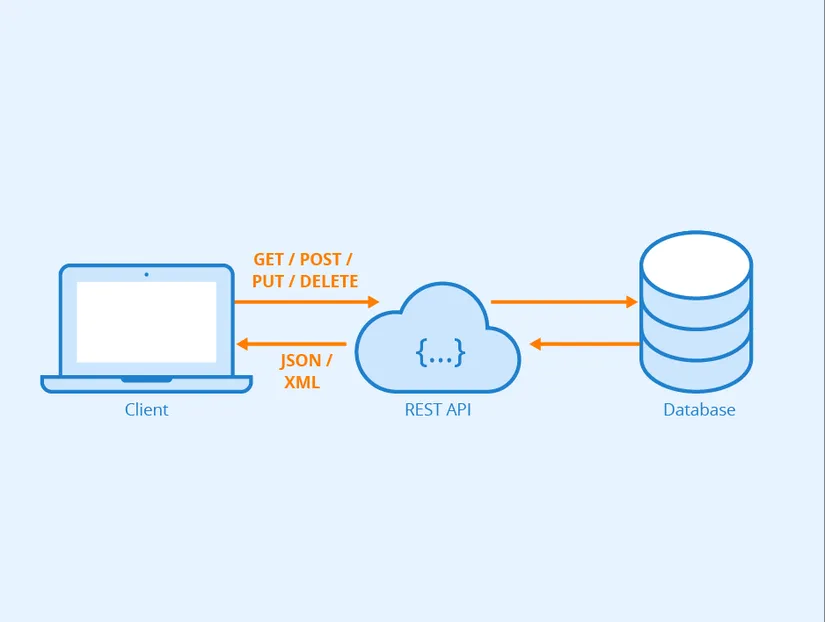 GET / POST /
PUT / DELETE
{...}
JSON /
XML
Client
REST API
Database